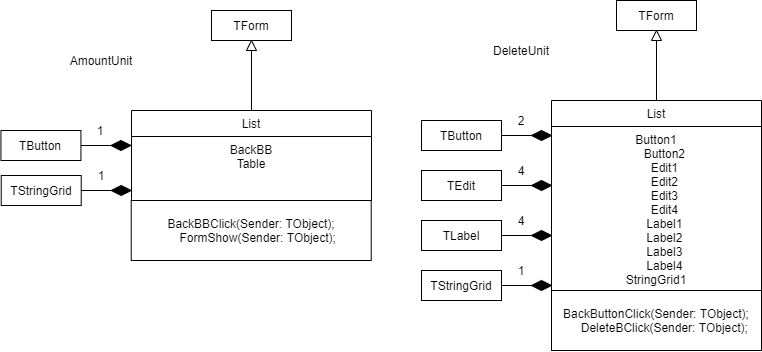 TForm
AmountUnit
List
1
TButton
BackBB
Table
1
TStringGrid
BackBBClick(Sender: TObject);
FormShow(Sender: TObject);
TForm
DeleteUnit
List
2
TButton
4
TEdit
4
TLabel
1
TStringGrid
Button1
Button2
Edit1
Edit2
Edit3
Edit4
Label1
Label2
Label3
Label4
StringGrid1
BackButtonClick(Sender: TObject);
DeleteBClick(Sender: TObject);